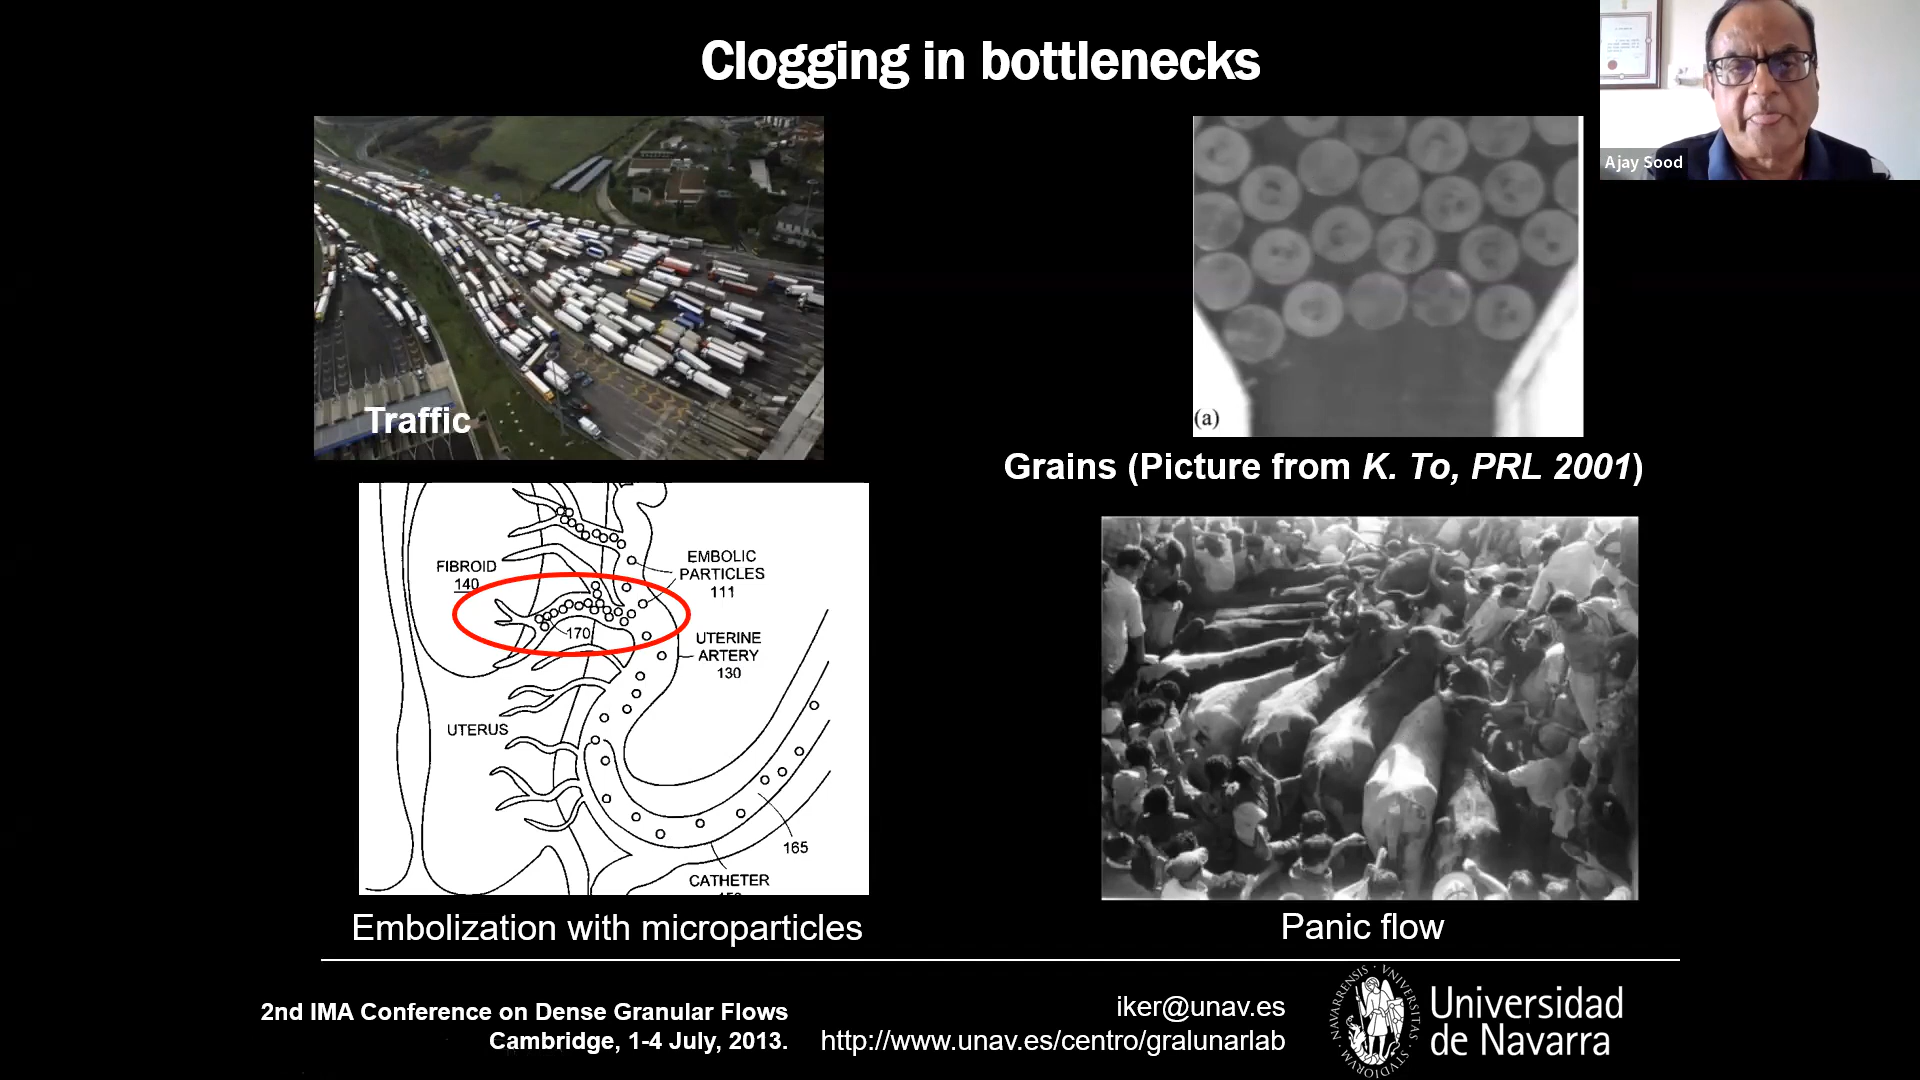 Clogging in bottlenecks
Ajay Sood
Traffic
(a)
Grains (Picture from K. To, PRL 2001)
FIBROID
140
EMBOLIC
PARTICLES
111
170
UTERINE
ARTERY
130
UTERUS
165
CATHETER
Embolization with microparticles
Panic flow
2nd IMA Conference on Dense Granular Flows
Cambridge, 1-4 July, 2013.
iker@unav.es
http://www.unav.es/centro/gralunarlab
Universidad
de Navarra